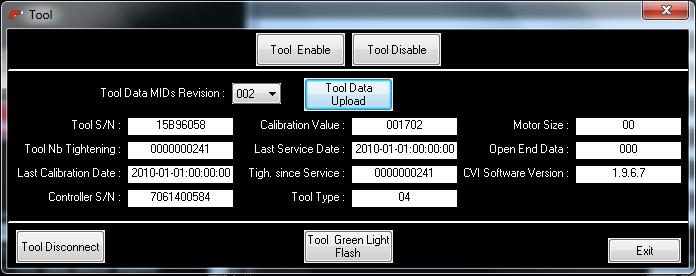 Tool
Tool Enable Tool Disable
Tool Data MIDs Revision : 002 Tool Data
Upload
Tool S/N : 15B96058 Calibration Value : 001702 Motor Size : 00
Tool Nb Tightening : 0000000241 Last Service Date : 2010-01-01:00:00:00 Open End Data : 000
Last Calibration Date : 2010-01-01:00:00:00 Tigh. since Service : 0000000241 CVI Software Version : 1.9.6.7
Controller S/N : 7061400584 Tool Type : 04
Tool Disconnect Tool Green Light
Flash Exit